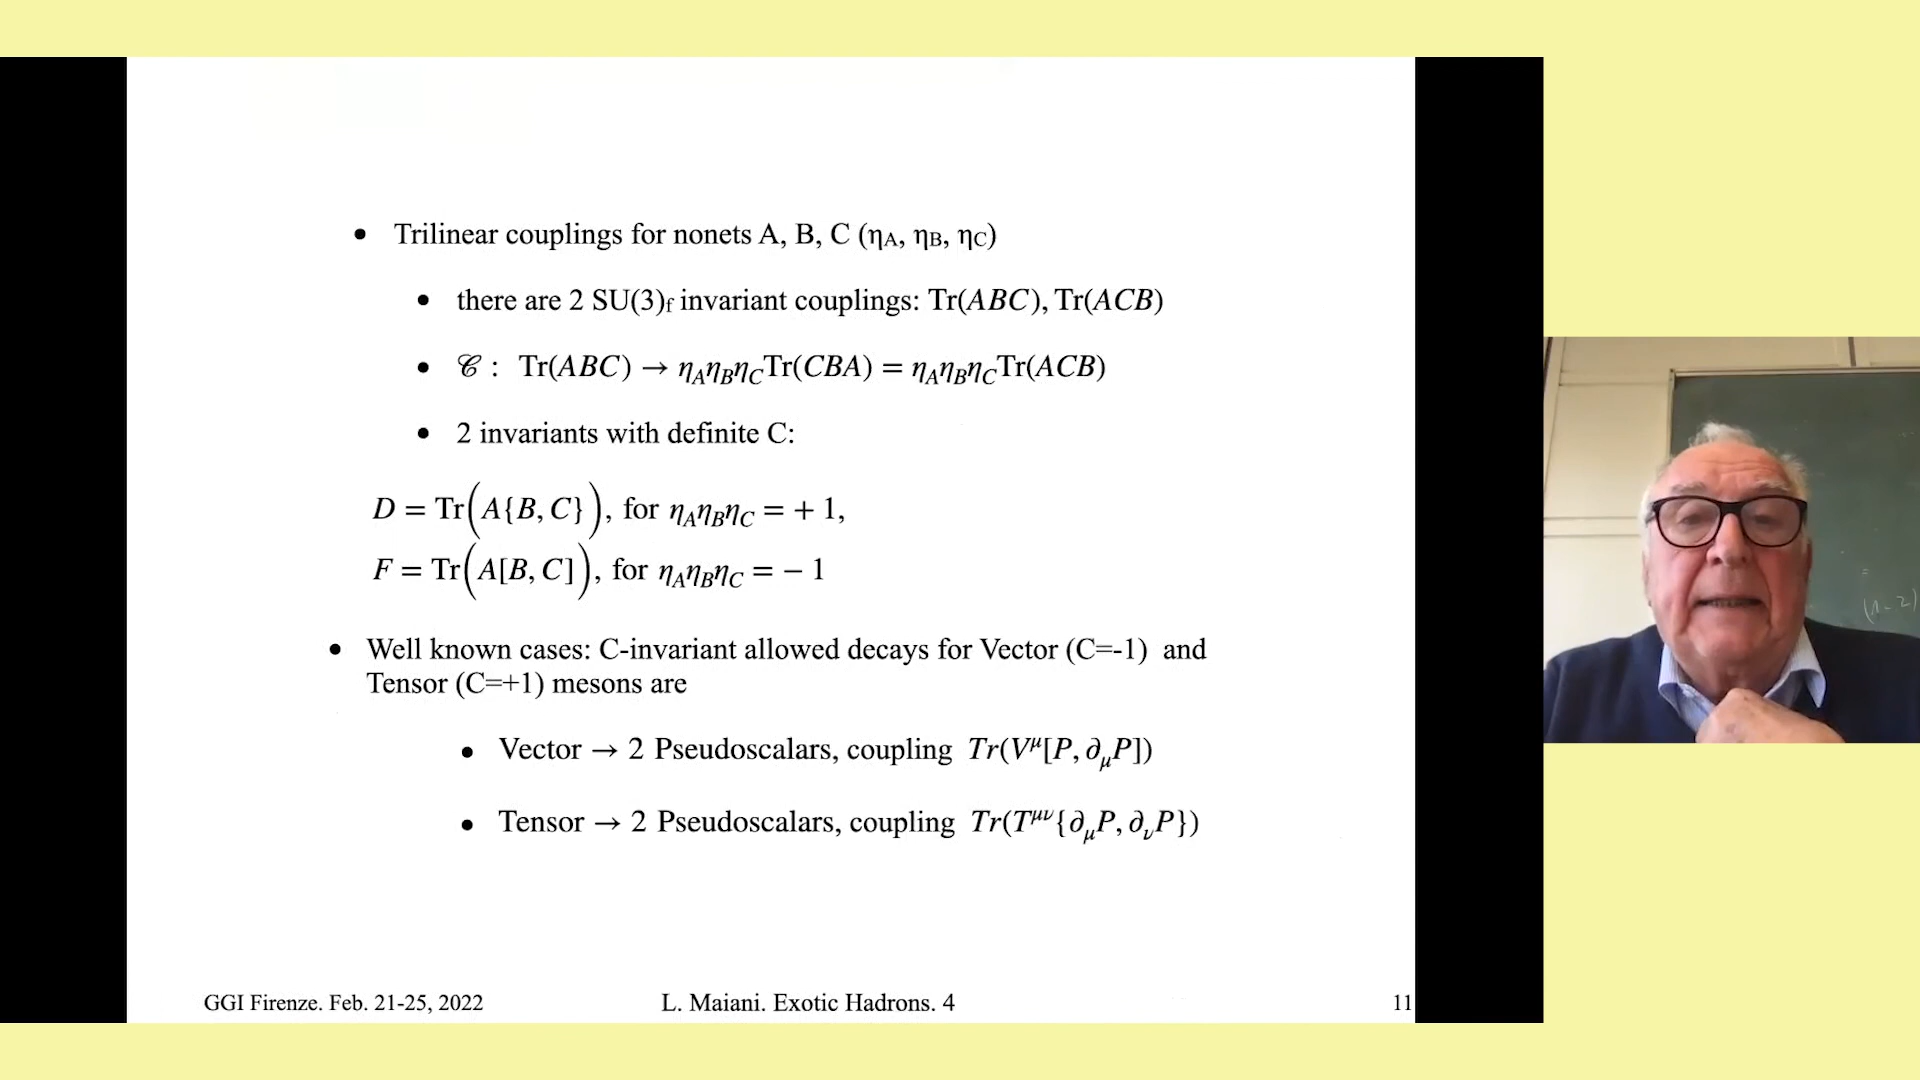 • Trilinear couplings for nonets A, B, C (ηA, ηB, ηC)
• there are 2 SU(3)f invariant couplings: Tr(ABC), Tr(ACB)
• 𝒞 : Tr(ABC) → ηAηBηCTr(CBA) = ηAηBηCTr(ACB)
• 2 invariants with definite C:
D = Tr(A{B, C}), for ηAηBηC = + 1,
F = Tr(A[B, C]), for ηAηBηC = − 1
• Well known cases: C-invariant allowed decays for Vector (C=-1) and
Tensor (C=+1) mesons are
• Vector → 2 Pseudoscalars, coupling Tr(V^μ[P, ∂_μP])
• Tensor → 2 Pseudoscalars, coupling Tr(T^μν{∂_μP, ∂_νP})
GGI Firenze. Feb. 21-25, 2022
L. Maiani. Exotic Hadrons. 4
11